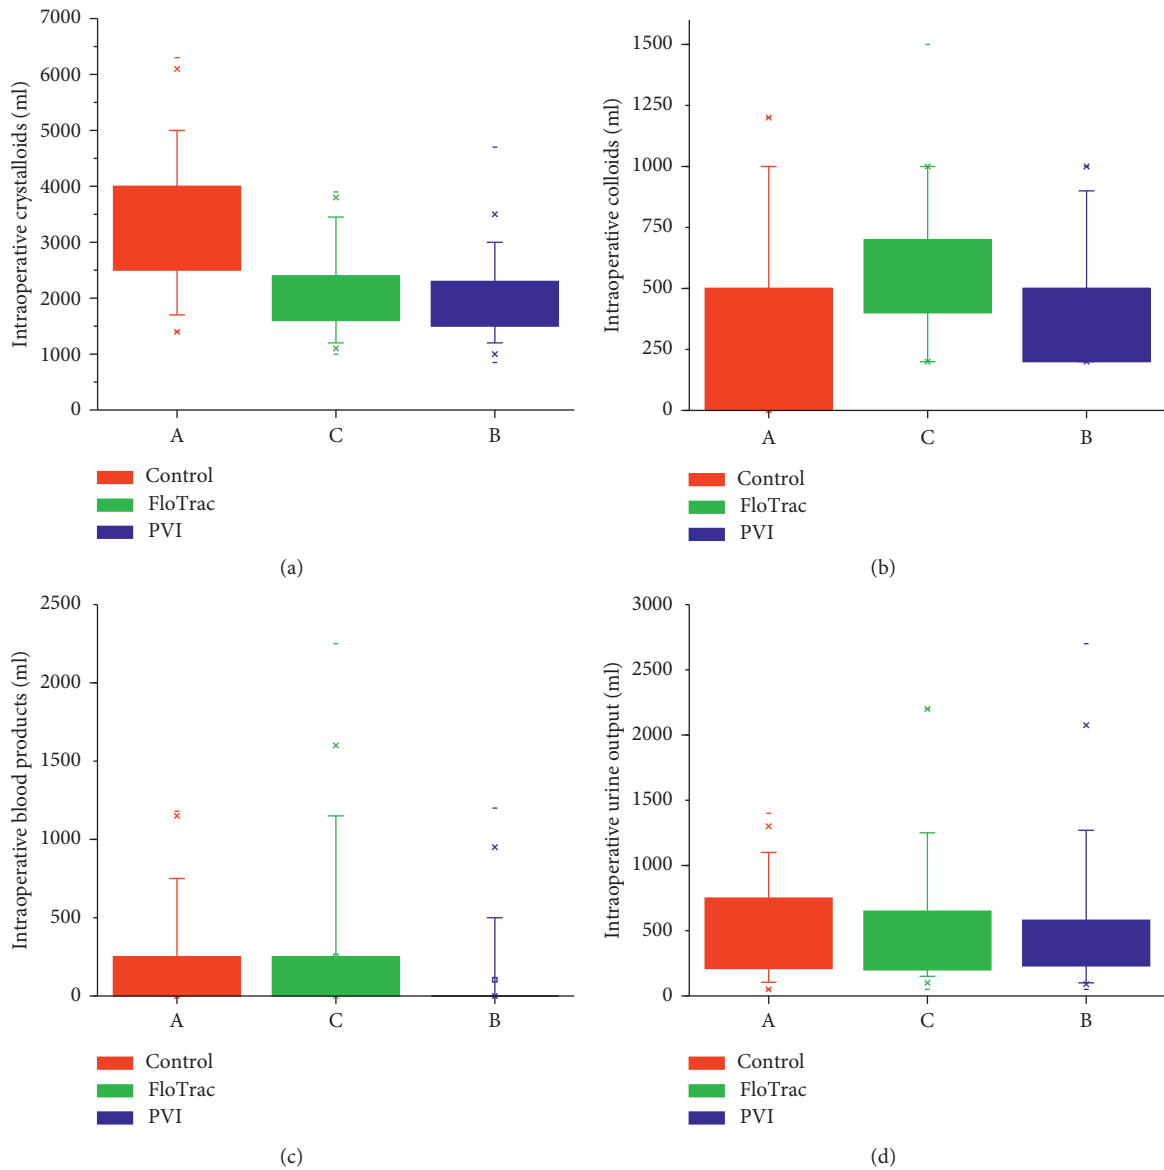 Intraoperative crystalloids (ml)
7000
6000
5000
4000
3000
2000
1000
0
A
C
B
Control
FloTrac
PVI
(a)
Intraoperative colloids (ml)
1500
1250
1000
750
500
250
0
A
C
B
Control
FloTrac
PVI
(b)
Intraoperative blood products (ml)
2500
2000
1500
1000
500
0
A
C
B
Control
FloTrac
PVI
(c)
Intraoperative urine output (ml)
3000
2500
2000
1500
1000
500
0
A
C
B
Control
FloTrac
PVI
(d)